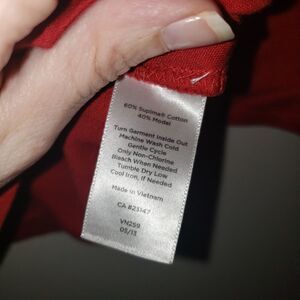 60% Supima® Cotton
40% Modal
Turn Garment Inside Out
Machine Wash Cold
Gentle Cycle
Only Non-Chlorine
Bleach When Needed
Tumble Dry Low
Cool Iron, If Needed
Made in Vietnam
CA #23147
VN259
05/13